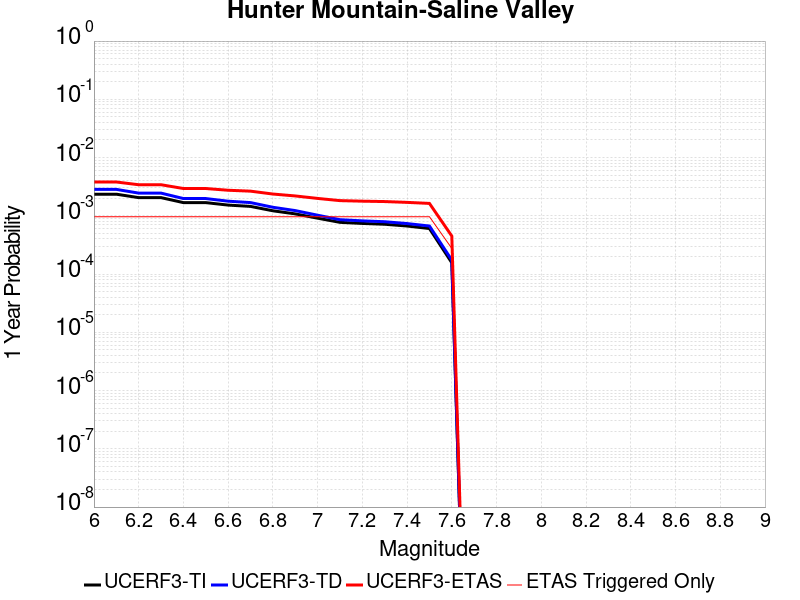 Hunter Mountain-Saline Valley
10^0
10^-1
10^-2
10^-3
10^-4
10^-5
10^-6
10^-7
10^-8
1 Year Probability
6 6.2 6.4 6.6 6.8 7 7.2 7.4 7.6 7.8 8 8.2 8.4 8.6 8.8 9
Magnitude
UCERF3-TI UCERF3-TD UCERF3-ETAS ETAS Triggered Only